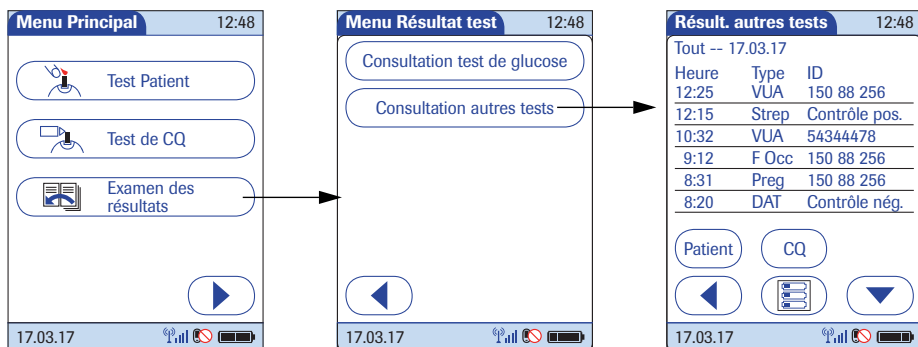 Menu Principal 12:48
Test Patient
Test de CQ
Examen des
résultats
17.03.17
Menu Résultat test 12:48
Consultation test de glucose
Consultation autres tests
17.03.17
Résult. autres tests 12:48
Tout -- 17.03.17
Heure Type ID
12:25 VUA 150 88 256
12:15 Strep Contrôle pos.
10:32 VUA 54344478
9:12 F Occ 150 88 256
8:31 Preg 150 88 256
8:20 DAT Contrôle nég.
Patient CQ
17.03.17